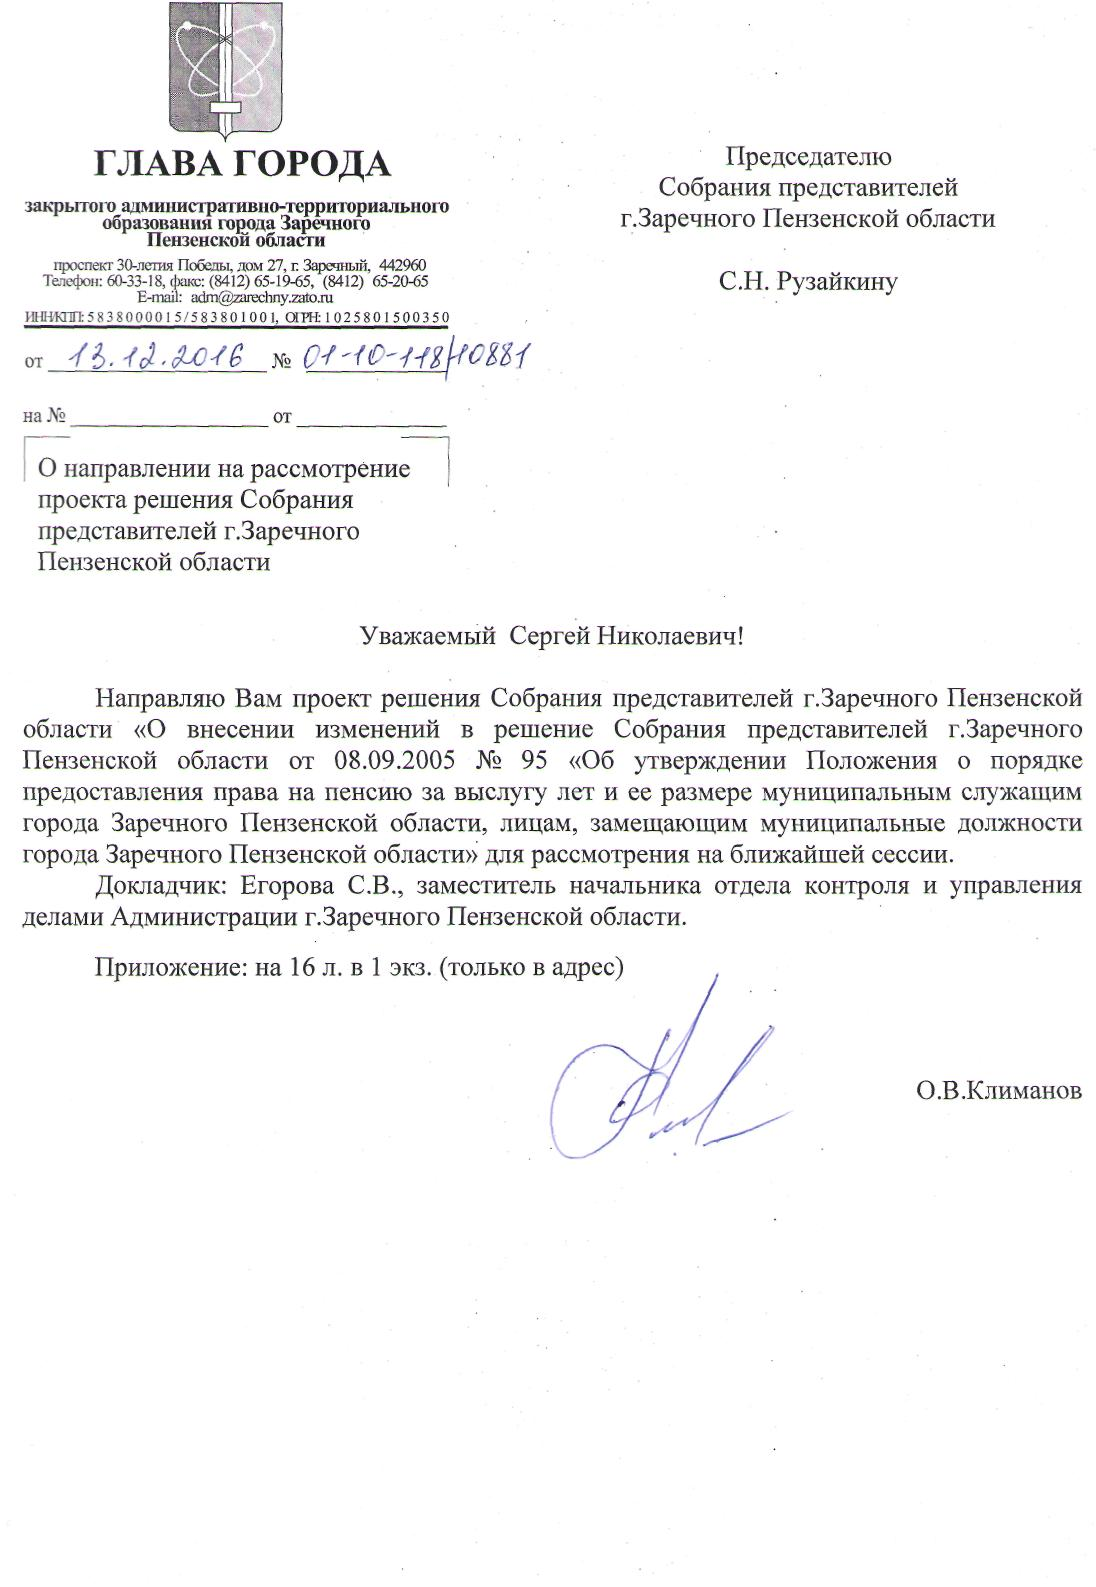 ГЛАВА ГОРОДА
закрытого административно-территориального
образования города Заречного
Пензенской области
проспект 30-летия Победы, дом 27, г. Заречный, 442960
Телефон: 60-33-18, факс: (8412) 65-19-65, (8412) 65-20-65
E-mail: adm@zarechny.zato.ru
ИНН/КПП: 5838000015/583801001, ОГРН: 1025801500350
от 13.12.2016 № 01-10-118/10881
на № ________________ от ____________
О направлении на рассмотрение
проекта решения Собрания
представителей г.Заречного
Пензенской области
Председателю
Собрания представителей
г.Заречного Пензенской области
С.Н. Рузайкину
Уважаемый Сергей Николаевич!
Направляю Вам проект решения Собрания представителей г.Заречного Пензенской
области «О внесении изменений в решение Собрания представителей г.Заречного
Пензенской области от 08.09.2005 № 95 «Об утверждении Положения о порядке
предоставления права на пенсию за выслугу лет и ее размере муниципальным служащим
города Заречного Пензенской области, лицам, замещающим муниципальные должности
города Заречного Пензенской области» для рассмотрения на ближайшей сессии.
Докладчик: Егорова С.В., заместитель начальника отдела контроля и управления
делами Администрации г.Заречного Пензенской области.
Приложение: на 16 л. в 1 экз. (только в адрес)
О.В.Климанов